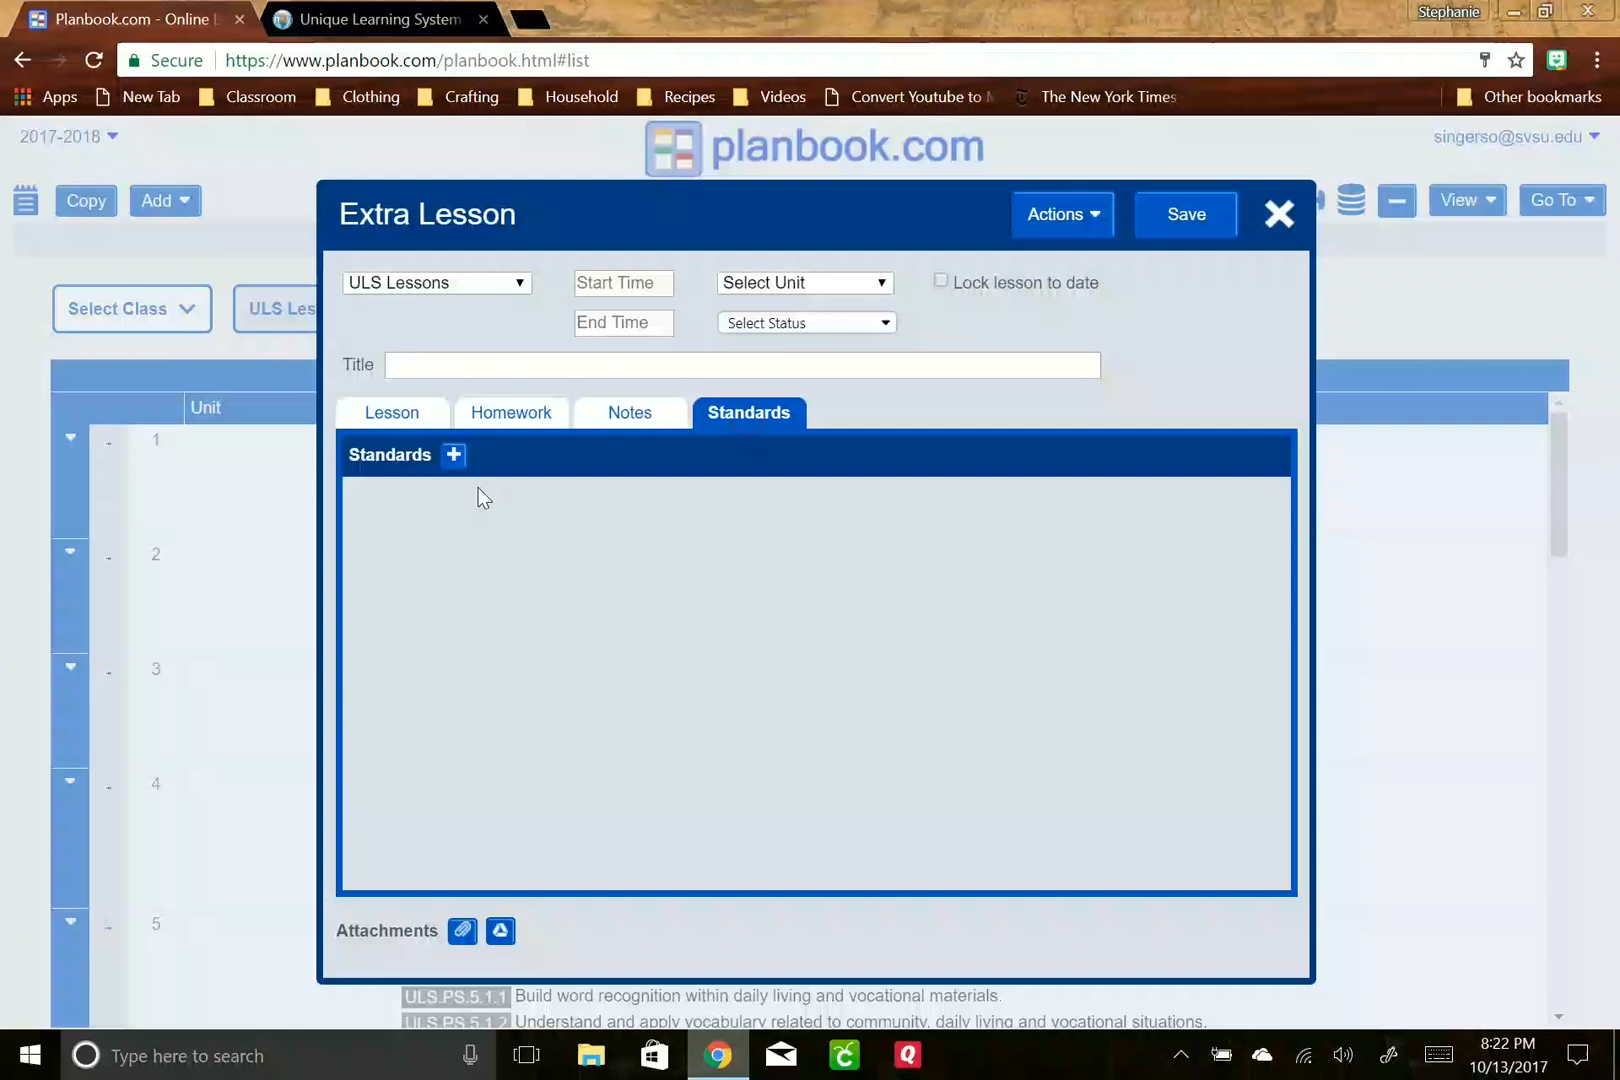 Planbook.com - Online L
Unique Learning System
Stephanie
Secure
https://www.planbook.com/planbook.html#list
Apps
New Tab
Classroom
Clothing
Crafting
Household
Recipes
Videos
Convert Youtube to M
The New York Times
Other bookmarks
2017-2018
planbook.com
singerso@svsu.edu
Copy
Add
View
Go To
Extra Lesson
Actions
Save
Select Class
ULS Les
ULS Lessons
Start Time
Select Unit
Lock lesson to date
End Time
Select Status
Title
Unit
Lesson
Homework
Notes
Standards
Standards +
1
2
3
4
5
Attachments
ULS.PS.5.1.1 Build word recognition within daily living and vocational materials.
ULS.PS.5.1.2 Understand and apply vocabulary related to community, daily living and vocational situations.
Type here to search
8:22 PM
10/13/2017